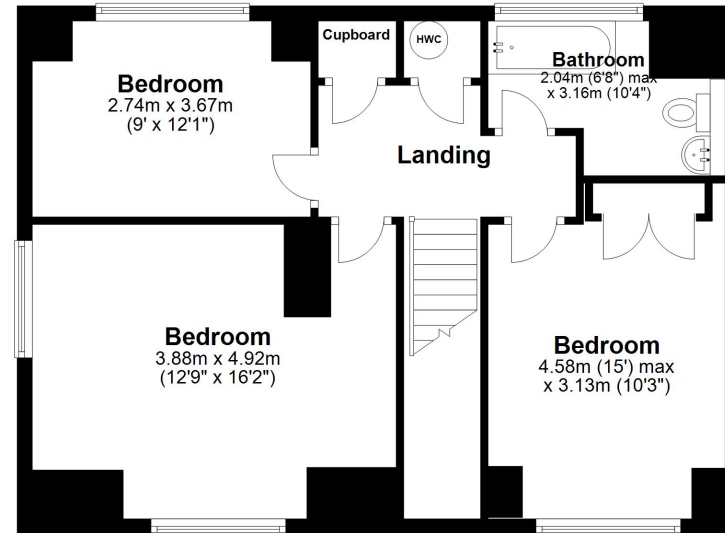 Cupboard
HWC
Bathroom
2.04m (6'8") max
x 3.16m (10'4")
Bedroom
2.74m x 3.67m
(9' x 12'1")
Landing
Bedroom
3.88m x 4.92m
(12'9" x 16'2")
Bedroom
4.58m (15') max
x 3.13m (10'3")